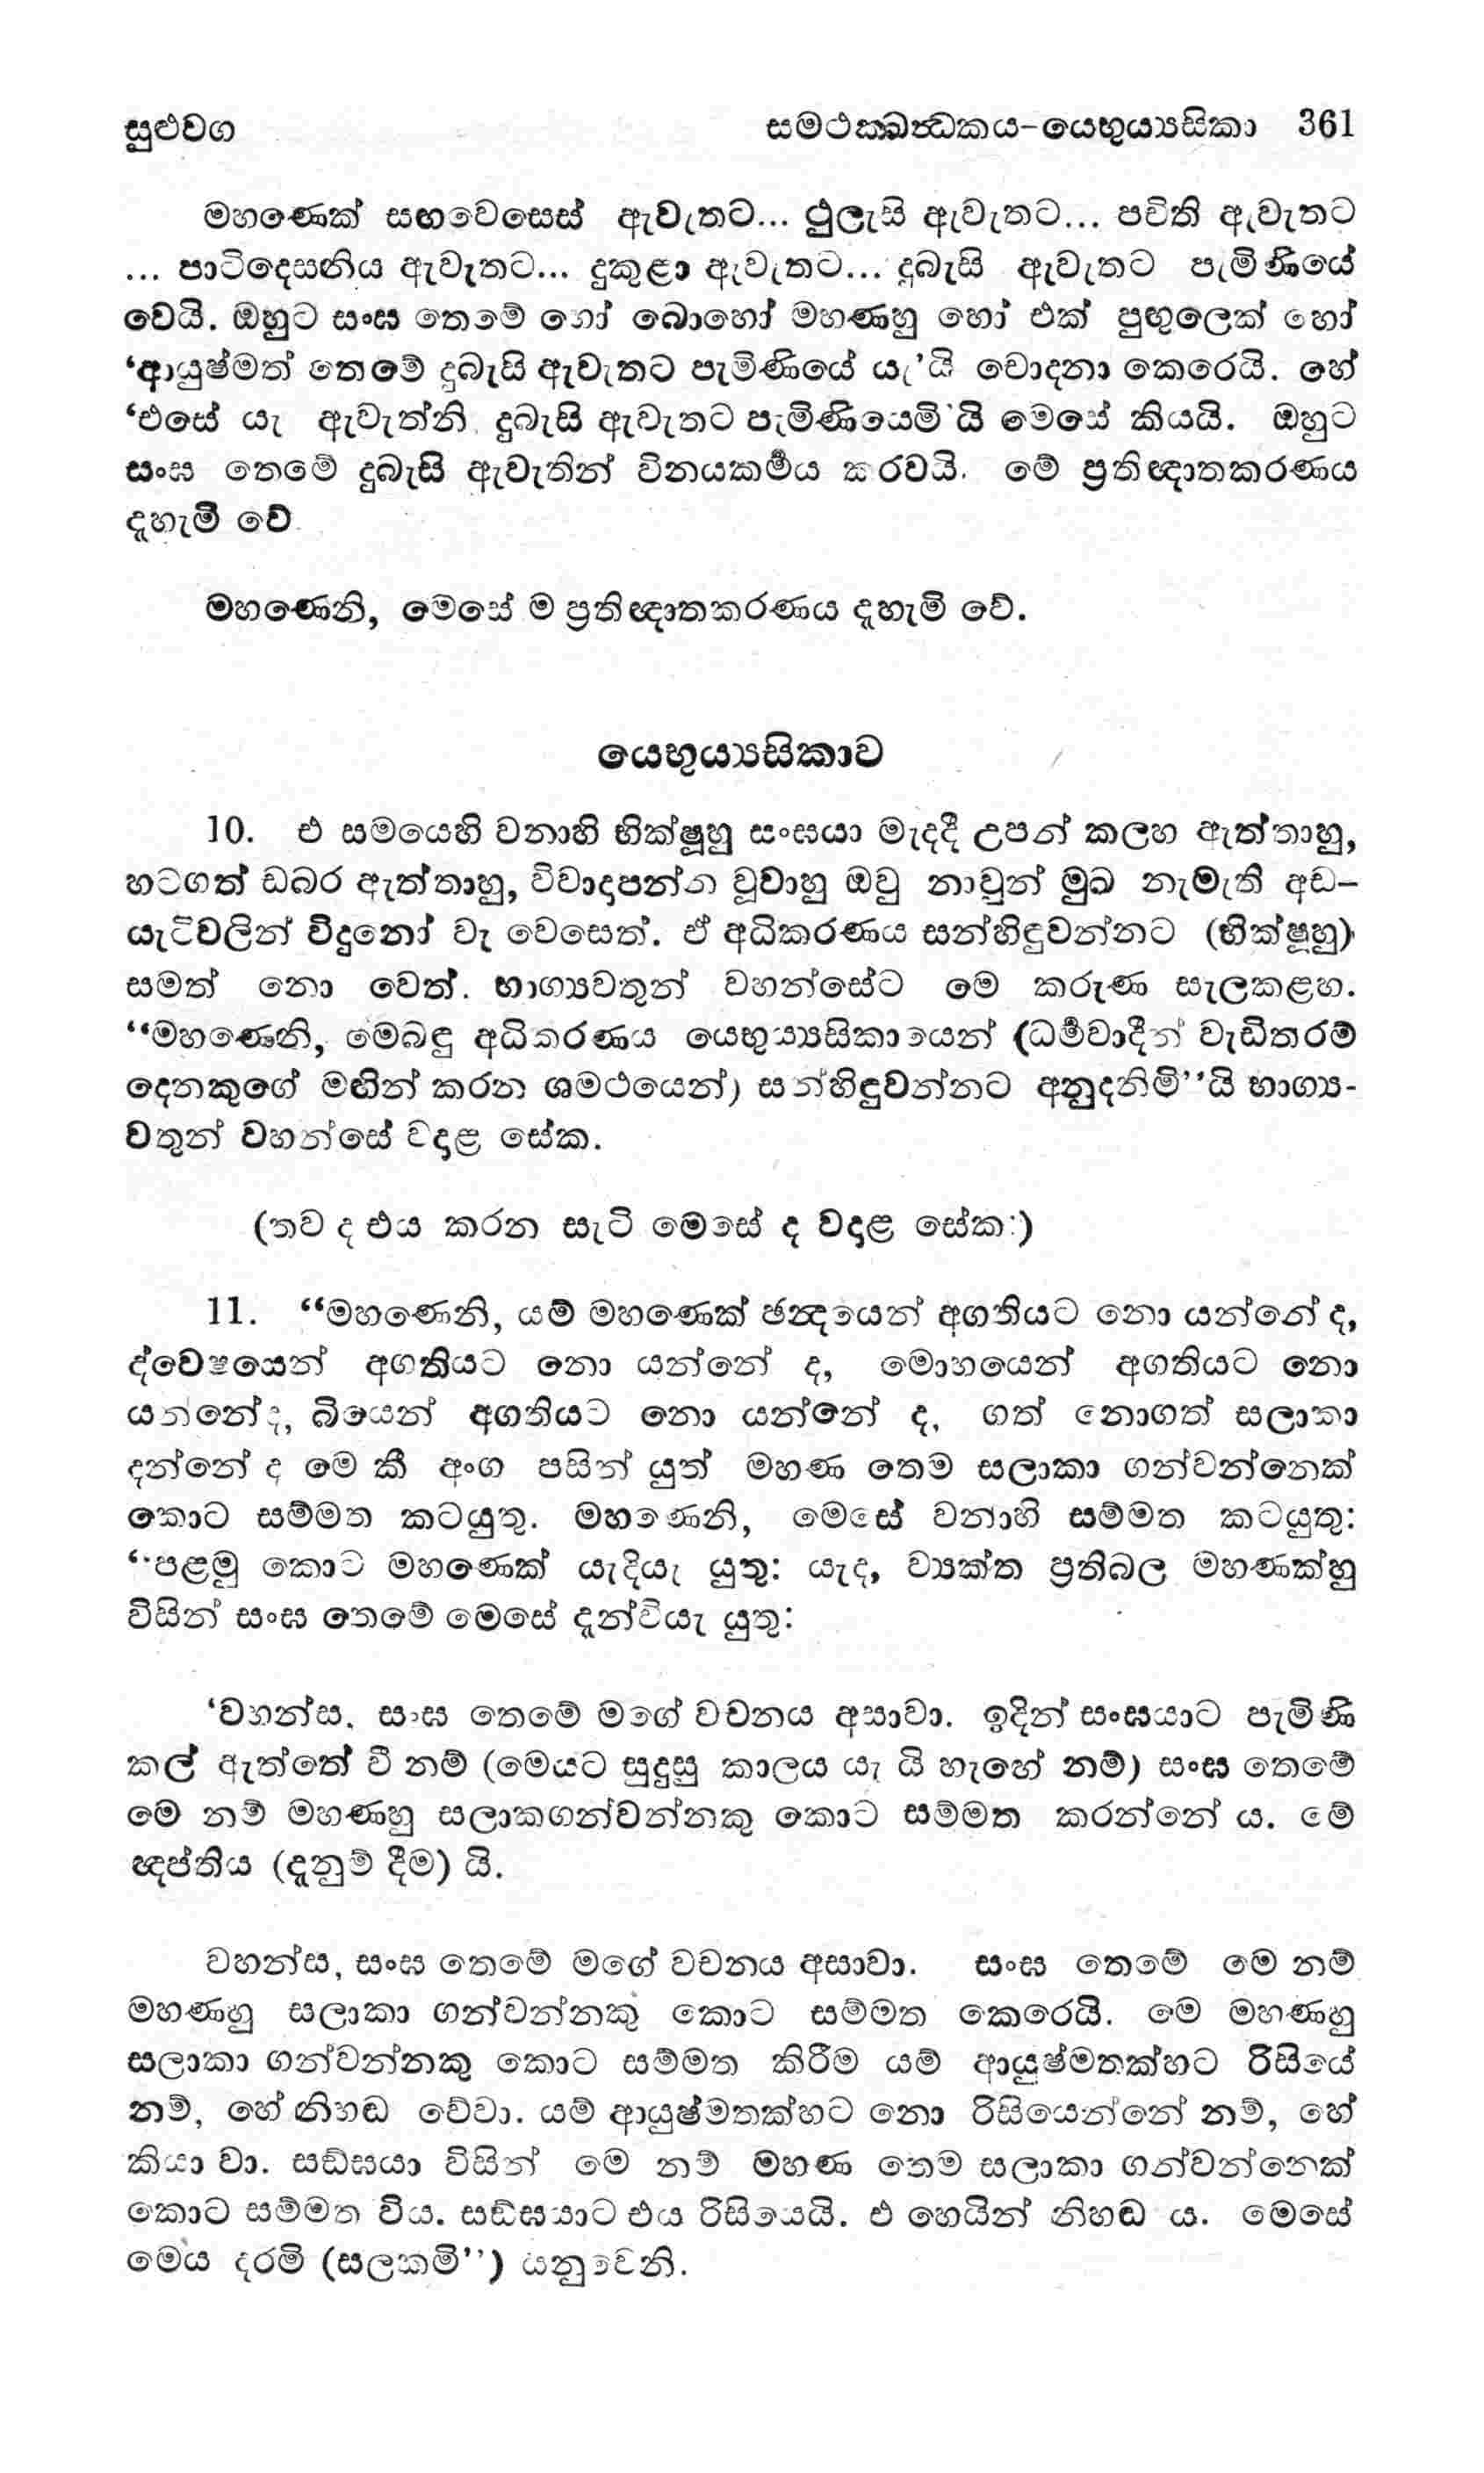 සුළුවග සමථක්ඛන්ධකය-යෙභුය්‍යසිකා 361
මහණෙක් සඟවෙසෙස් ඇවැතට... ථුලැසි ඇවැතට... පචිති ඇවැතට
... පාටිදෙසනිය ඇවැතට... දුකුළා ඇවැතට... දුබැසි ඇවැතට පැමිණියේ
වෙයි. ඔහුට සංඝ තෙමේ හෝ බොහෝ මහණහු හෝ එක් පුඟුලෙක් හෝ
‘ආයුෂ්මත් තෙමේ දුබැසි ඇවැතට පැමිණියේ යැ’යි චොදනා කෙරෙයි. හේ
‘එසේ යැ ඇවැත්නි, දුබැසි ඇවැතට පැමිණියෙමි’යි මෙසේ කියයි. ඔහුට
සංඝ තෙමේ දුබැසි ඇවැතින් විනයකර්‍මය කරවයි. මේ ප්‍රතිඥාතකරණය
දැහැමි වේ.
මහණෙනි, මෙසේ ම ප්‍රතිඥාතකරණය දැහැමි වේ.
යෙභුය්‍යසිකාව
10. එ සමයෙහි වනාහි භික්ෂූහු සංඝයා මැදදී උපන් කලහ ඇත්තාහු,
හටගත් ඩබර ඇත්තාහු, විවාදාපන්න වූවාහු ඔවු නාවුන් මුඛ නැමැති අඩ-
යැටිවලින් විදුනෝ වැ වෙසෙත්. ඒ අධිකරණය සන්හිඳුවන්නට (භික්ෂූහු)
සමත් නො වෙත්. භාග්‍යවතුන් වහන්සේට මෙ කරුණ සැලකළහ.
“මහණෙනි, මෙබඳු අධිකරණය යෙභුය්‍යසිකායෙන් (ධර්‍මවාදීන් වැඩිතරම්
දෙනකුගේ මඟින් කරන ශමථයෙන්) සන්හිඳුවන්නට අනුදනිමි”යි භාග්‍ය-
වතුන් වහන්සේ වදාළ සේක.
(තව ද එය කරන සැටි මෙසේ ද වදාළ සේක:)
11. “මහණෙනි, යම් මහණෙක් ඡන්දයෙන් අගතියට නො යන්නේ ද,
ද්වෙෂයෙන් අගතියට නො යන්නේ ද, මොහයෙන් අගතියට නො
යන්නේද, බියෙන් අගතියට නො යන්නේ ද, ගත් නොගත් සලාකා
දන්නේ ද මෙ කී අංග පසින් යුත් මහණ තෙම සලාකා ගන්වන්නෙක්
කොට සම්මත කටයුතු. මහණෙනි, මෙසේ වනාහි සම්මත කටයුතු:
“පළමු කොට මහණෙක් යැදියැ යුතු: යැද, ව්‍යක්ත ප්‍රතිබල මහණක්හු
විසින් සංඝ තෙමේ මෙසේ දැන්වියැ යුතු:
‘වහන්ස, සංඝ තෙමේ මගේ වචනය අසාවා. ඉදින් සංඝයාට පැමිණි
කල් ඇත්තේ වී නම් (මෙයට සුදුසු කාලය යැ යි හැඟේ නම්) සංඝ තෙමේ
මෙ නම් මහණහු සලාකගන්වන්නකු කොට සම්මත කරන්නේ ය. මේ
ඥප්තිය (දැනුම් දීම) යි.
වහන්ස, සංඝ තෙමේ මගේ වචනය අසාවා. සංඝ තෙමේ මෙ නම්
මහණහු සලාකා ගන්වන්නකු කොට සම්මත කෙරෙයි. මෙ මහණහු
සලාකා ගන්වන්නකු කොට සම්මත කිරීම යම් ආයුෂ්මතක්හට රිසියේ
නම්, හේ නිහඬ වේවා. යම් ආයුෂ්මතක්හට නො රිසියෙන්නේ නම්, හේ
කියා වා. සඞ්ඝයා විසින් මෙ නම් මහණ තෙම සලාකා ගන්වන්නෙක්
කොට සම්මත විය. සඞ්ඝයාට එය රිසියෙයි. එ හෙයින් නිහඬ ය. මෙසේ
මෙය දරමි (සලකමි”) යනුවෙනි.